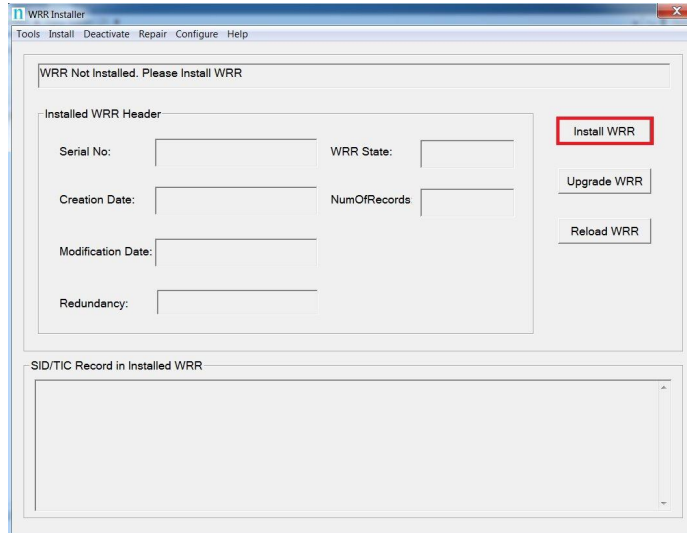 WRR Installer
Tools Install Deactivate Repair Configure Help
WRR Not Installed. Please Install WRR
Installed WRR Header
Serial No:
WRR State:
Install WRR
Creation Date:
NumOfRecords
Upgrade WRR
Modification Date:
Reload WRR
Redundancy:
SID/TIC Record in Installed WRR